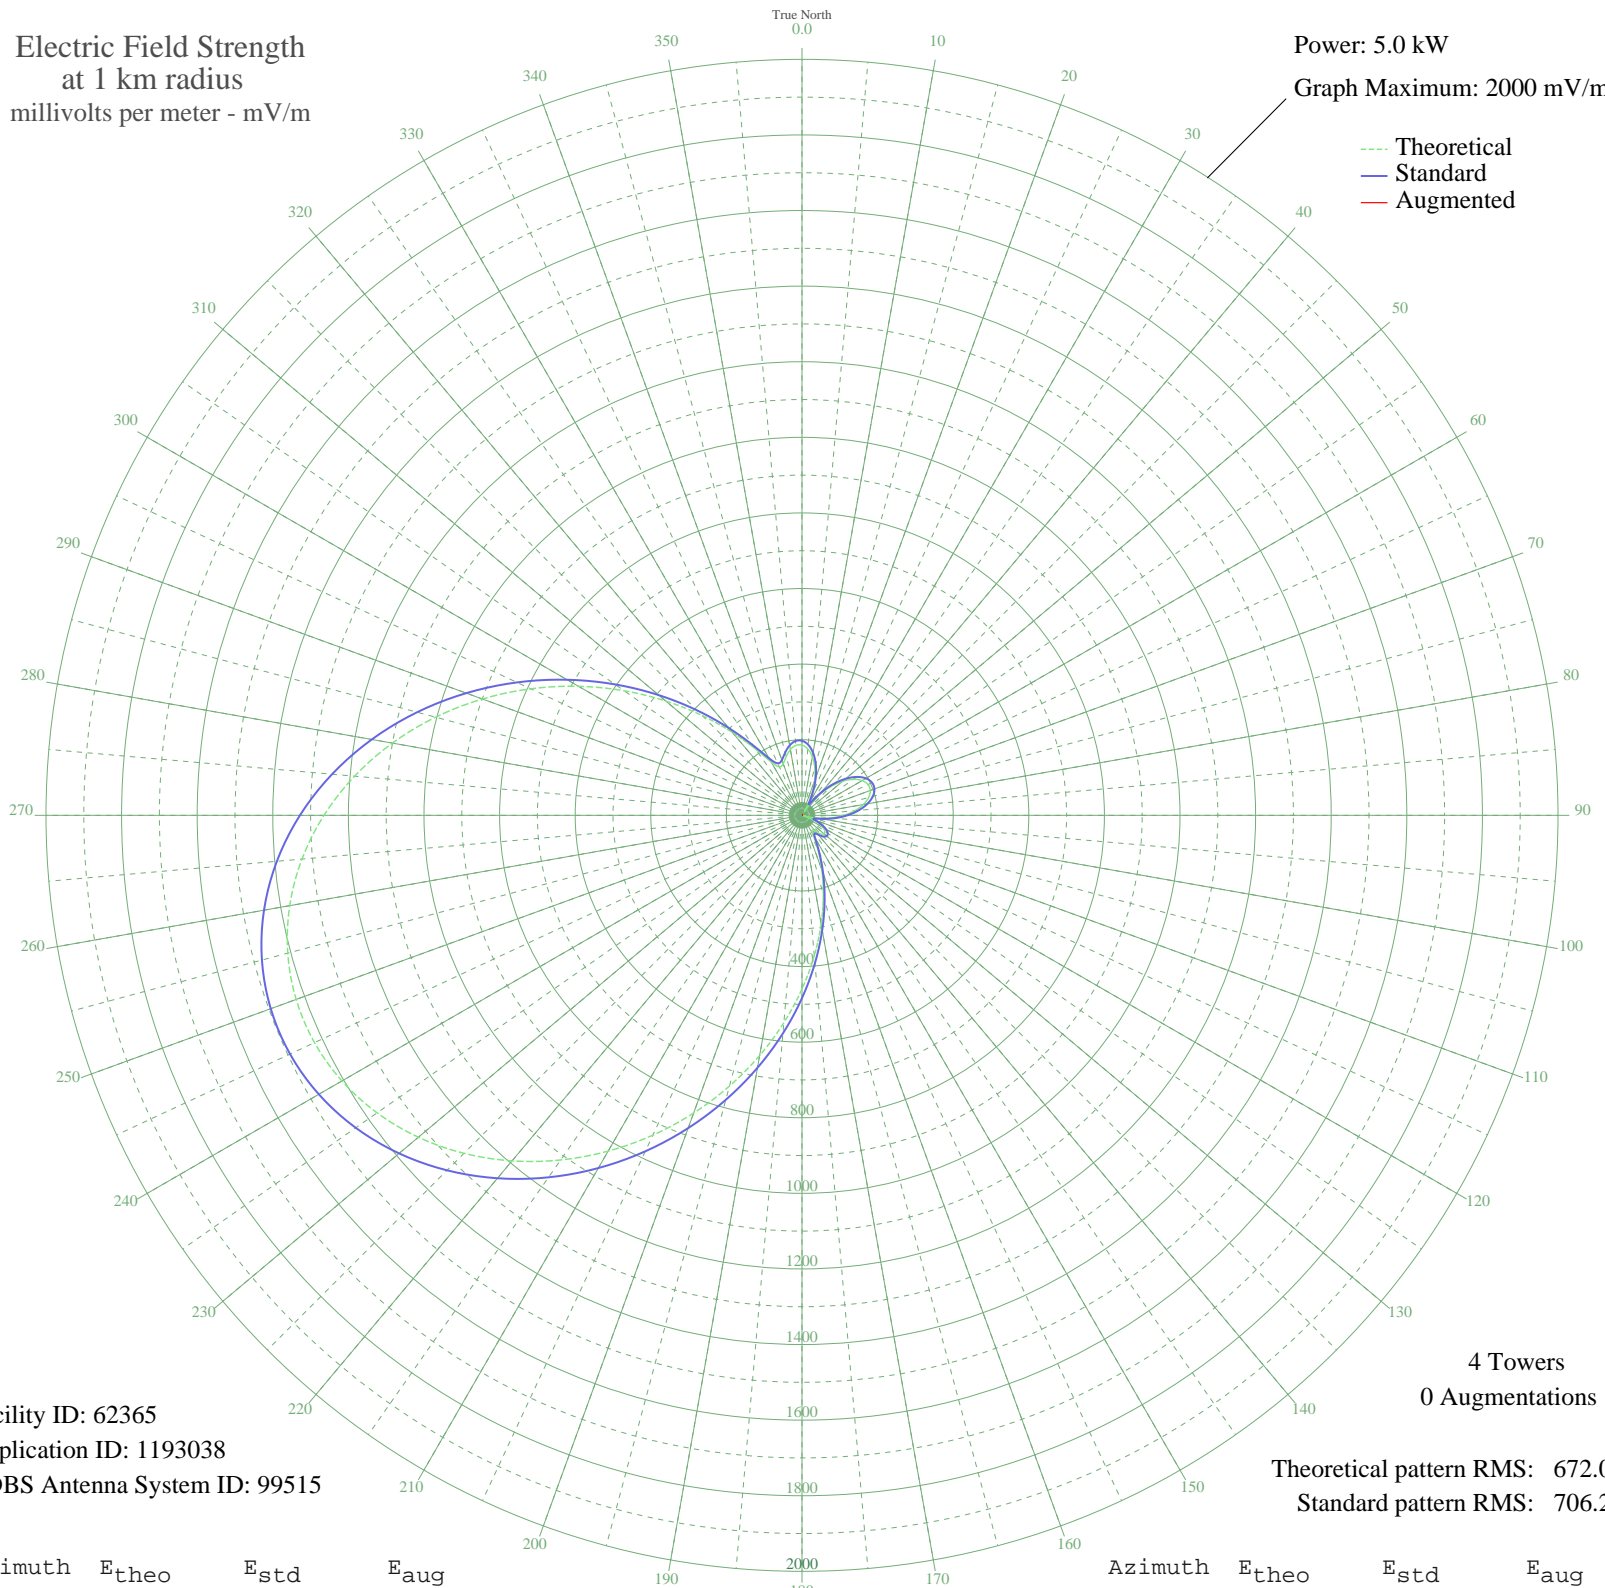 True North
Electric Field Strength
at 1 km radius
millivolts per meter - mV/m
Power: 5.0 kW
Graph Maximum: 2000 mV/m
Theoretical
Standard
Augmented
0.0
10
20
30
40
50
60
70
80
90
100
110
120
130
140
150
160
170
190
200
210
220
230
240
250
260
270
280
290
300
310
320
330
340
350
400
600
800
1000
1200
1400
1600
1800
2000
4 Towers
0 Augmentations
cility ID: 62365
plication ID: 1193038
DBS Antenna System ID: 99515
Theoretical pattern RMS: 672.0
Standard pattern RMS: 706.2
imuth Etheo Estd Eaug
Azimuth Etheo Estd Eaug